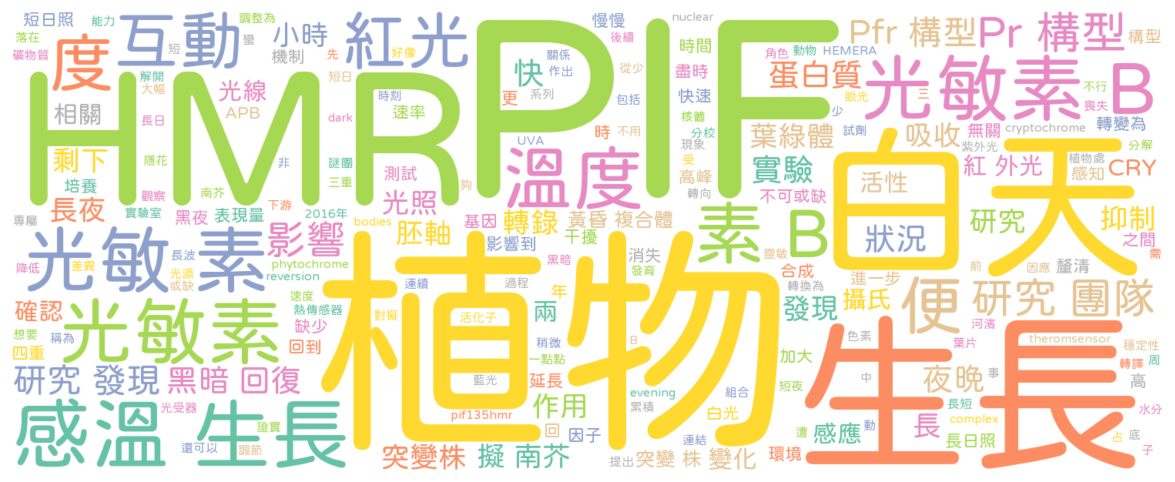 短日照 能力 調整為 小時 紅光 慢慢 nuclear Pfr 構型 Pr 構型 構型
落在 度 互動 短 蠻 後續 時間 角色 動物 HEMERA
礦物質 機制 先 好像 關係 作出 從少 盡時 蛋白質 光敏素 B
HMR PIF
解開 大幅 光線 短日 時刻 快 系列 包括 快速 眼光 三 不行 喪失
相關 長日 APB dark 速率 更 時 不用 核體 分校 少 試劑 轉變為
剩下 隱花 非 謎團 UVA 現象 葉綠體 吸收 無關 cryptochrome 紫外光 分解
培養 觀察 南芥 三重 測試 夠 溫度 受 高峰 實驗 白天 紅 外光 植物處 感知 CRY
長夜 實驗室 下游 光照 轉向 不可或缺 活性
專屬 黑夜 表現量 2016年 基因 轉錄 黃昏 複合體 研究 抑制
光敏 素 影響 bodies 胚軸 影響到 干擾 素 B 狀況 之間
長波 黑暗 消失 靈敏 需
降低 差異 光源 或缺 phytochrome reversion 連續 過程 發育 合成 進一步 前 因應 釐清
確認 光敏素 速度 熱傳感器 植物 年 轉換為 攝氏 便 研究 團隊
想要 稱為 缺少 對擬 活化子 兩 發現 河濱
四重 回到 稍微 B 色素 葉片 theromsensor 穩定性
研究 發現 黑暗 回復 藍光 一點點 加大 生長 轉譯 周
延長 短夜 中 夜晚 事 高
感溫 生長 光受器 pif135hmr 作用 evening 累積 白光 組合 長短 水分
證實 回 因子 遭 感應 動 長 complex 長日照 占 底
還可以 調節 突變株 擬 南芥 連結 提出 突變 株 變化 環境 子